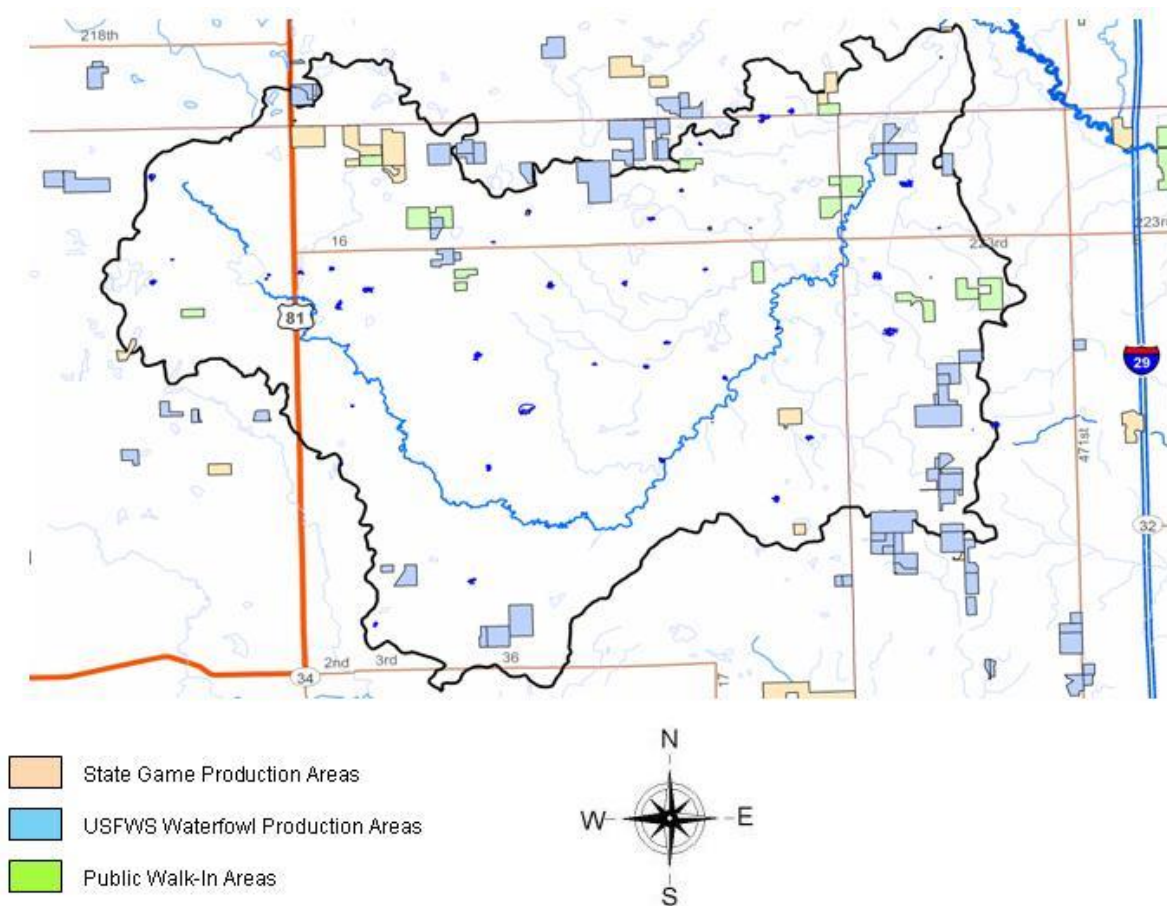 218th
16
223rd
223rd
81
29
471st
32
2nd
3rd
36
34
17
State Game Production Areas
USFWS Waterfowl Production Areas
Public Walk-In Areas
N
W
E
S